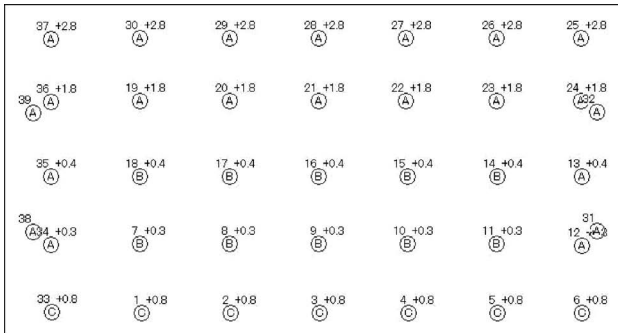 37 +2.8 30 +2.8 29 +2.8 28 +2.8 27 +2.8 26 +2.8 25 +2.8
A A A A A A A
36 +1.8 19 +1.8 20 +1.8 21 +1.8 22 +1.8 23 +1.8 24 +1.8
39 A A A A A A A 32
A A
35 +0.4 18 +0.4 17 +0.4 16 +0.4 15 +0.4 14 +0.4 13 +0.4
A B B B B B A
38 31
A 34 +0.3 7 +0.3 8 +0.3 9 +0.3 10 +0.3 11 +0.3 12 A
A B B B B B A
33 +0.8 1 +0.8 2 +0.8 3 +0.8 4 +0.8 5 +0.8 6 +0.8
C C C C C C C